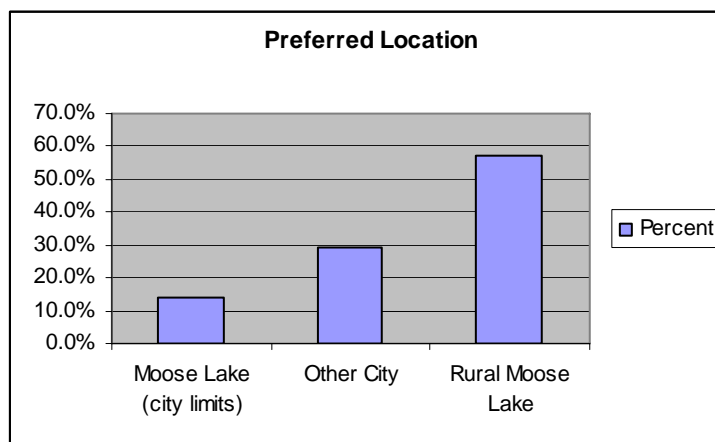 Preferred Location
70.0%
60.0%
50.0%
40.0%
30.0%
20.0%
10.0%
0.0%
Moose Lake
(city limits)
Other City
Rural Moose
Lake
Percent